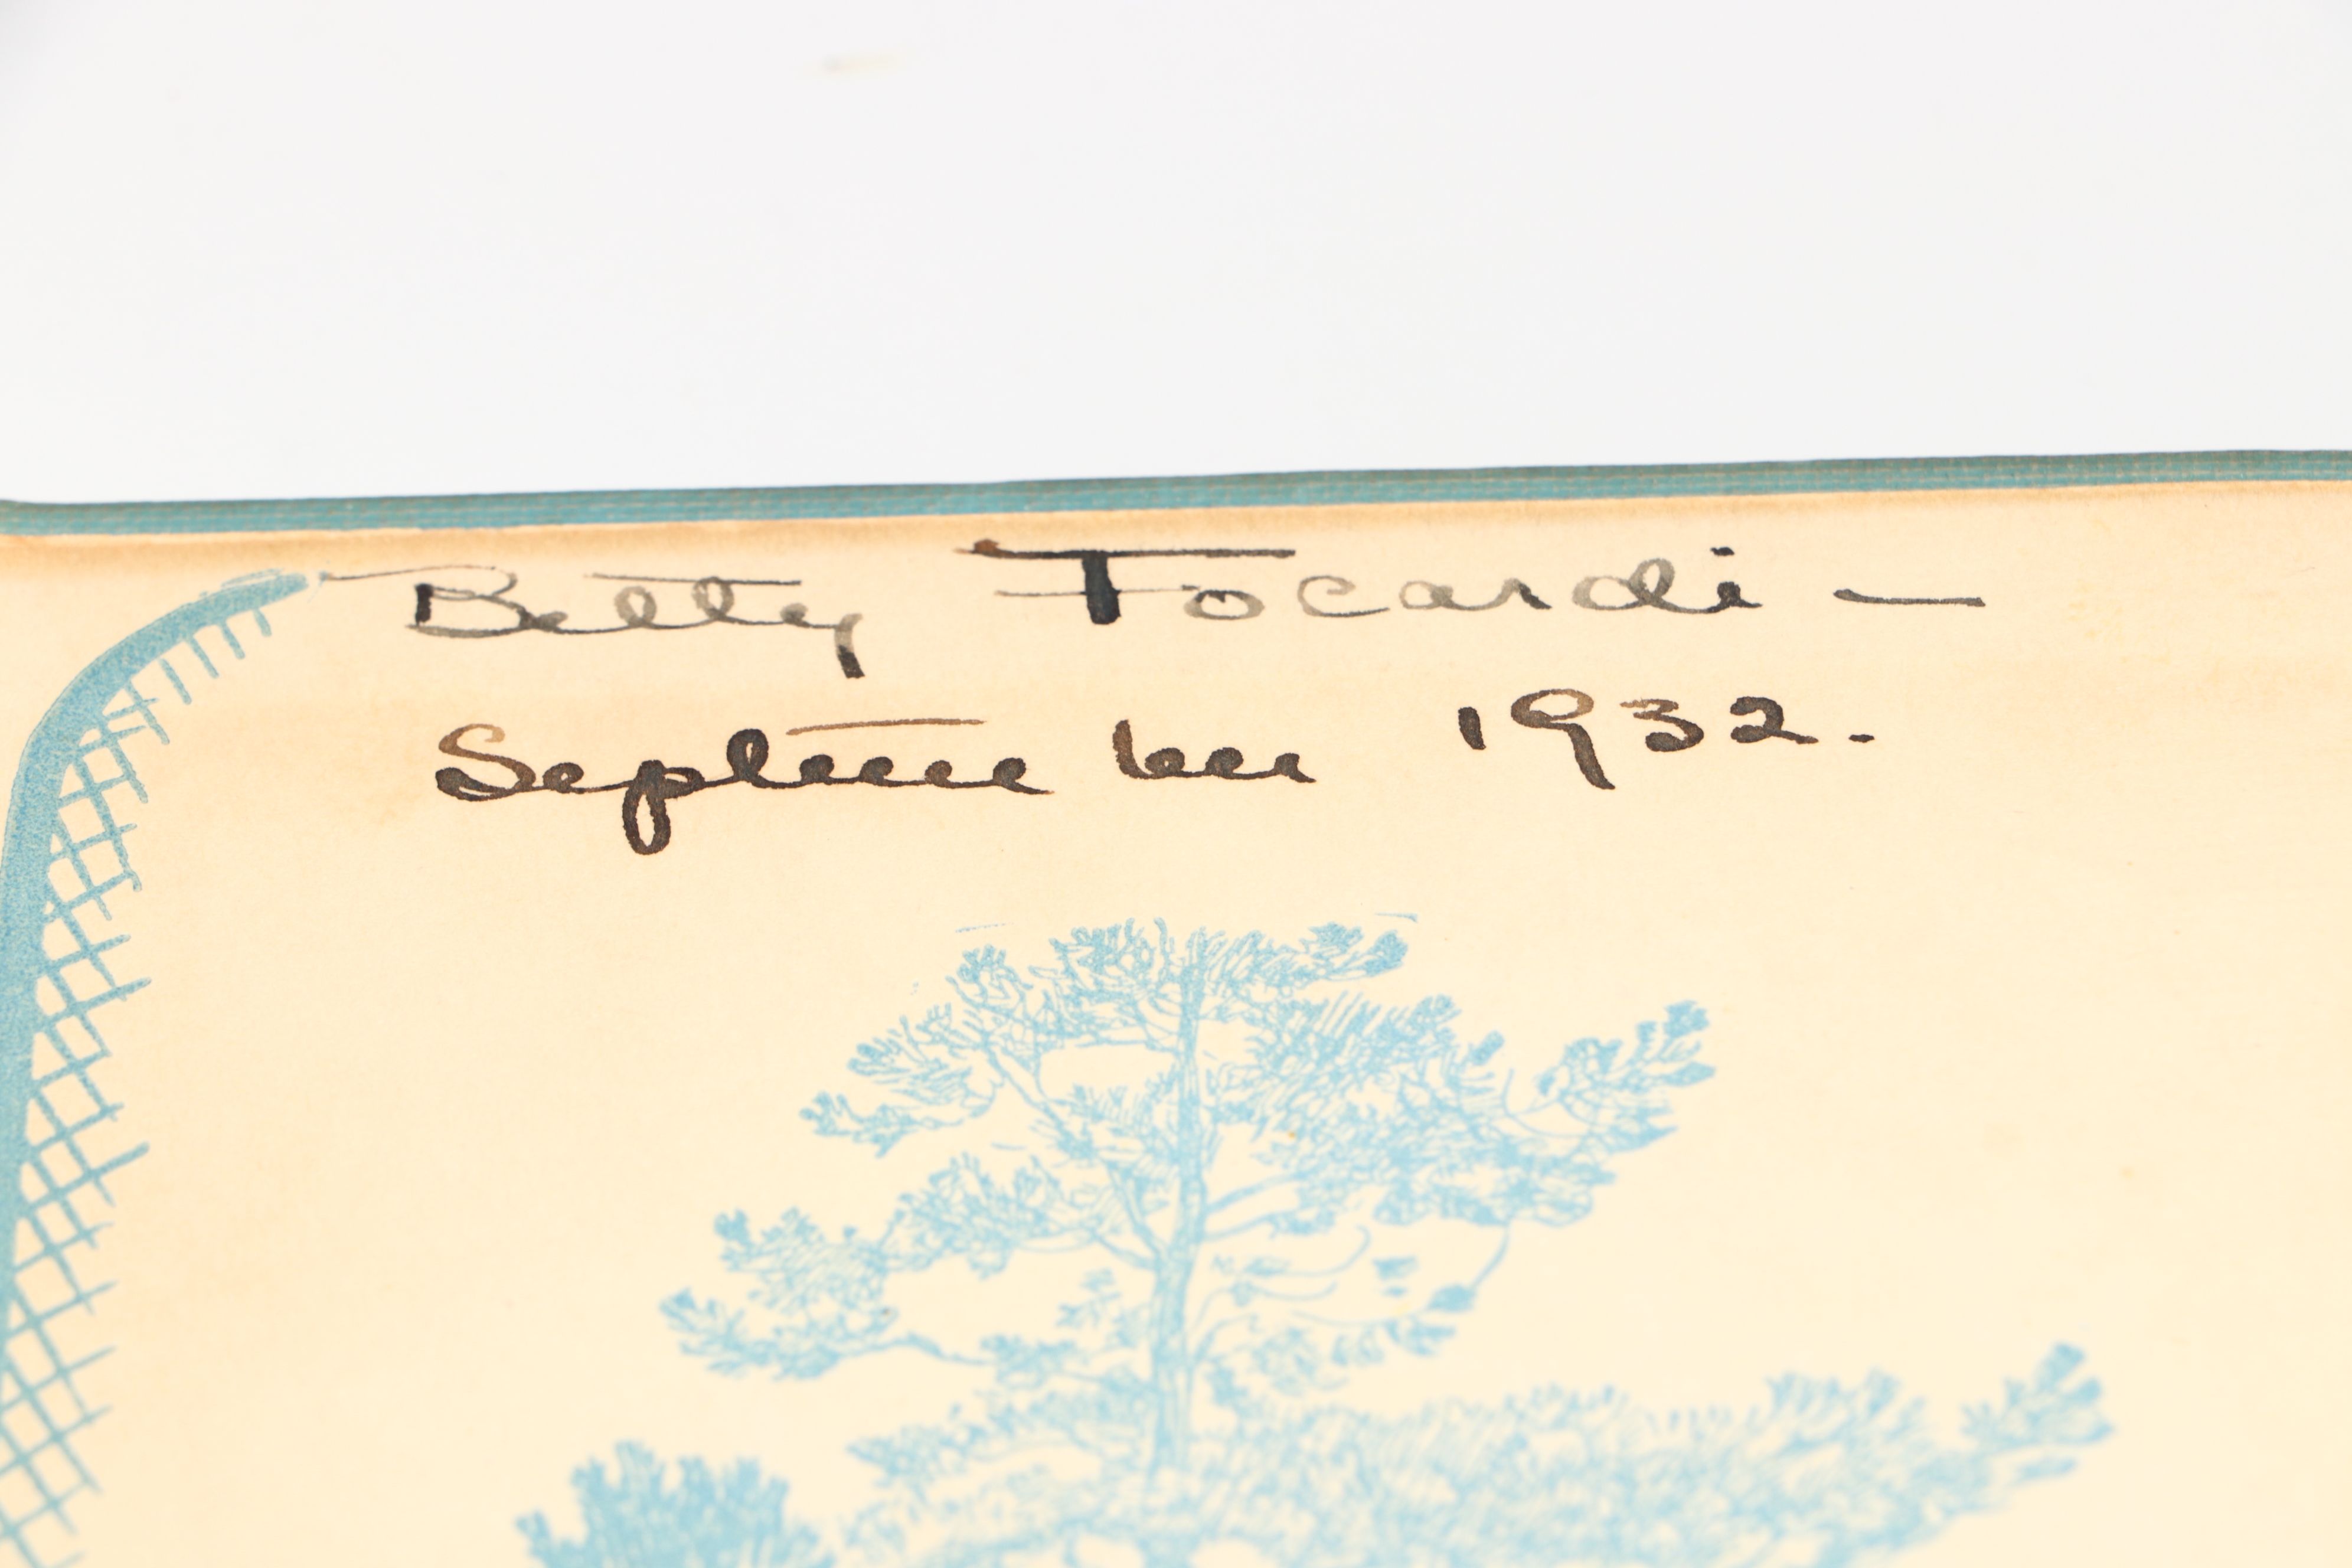 Betty Focardi —
September 1932.